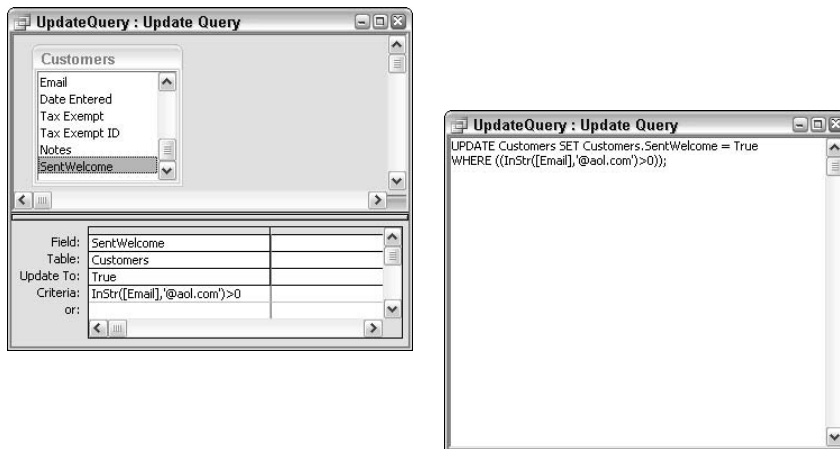 UpdateQuery : Update Query
Customers
Email
Date Entered
Tax Exempt
Tax Exempt ID
Notes
SentWelcome
Field: SentWelcome
Table: Customers
Update To: True
Criteria: InStr([Email],'@aol.com')>0
or:
UpdateQuery : Update Query
UPDATE Customers SET Customers.SentWelcome = True
WHERE ((InStr([Email],'@aol.com')>0));